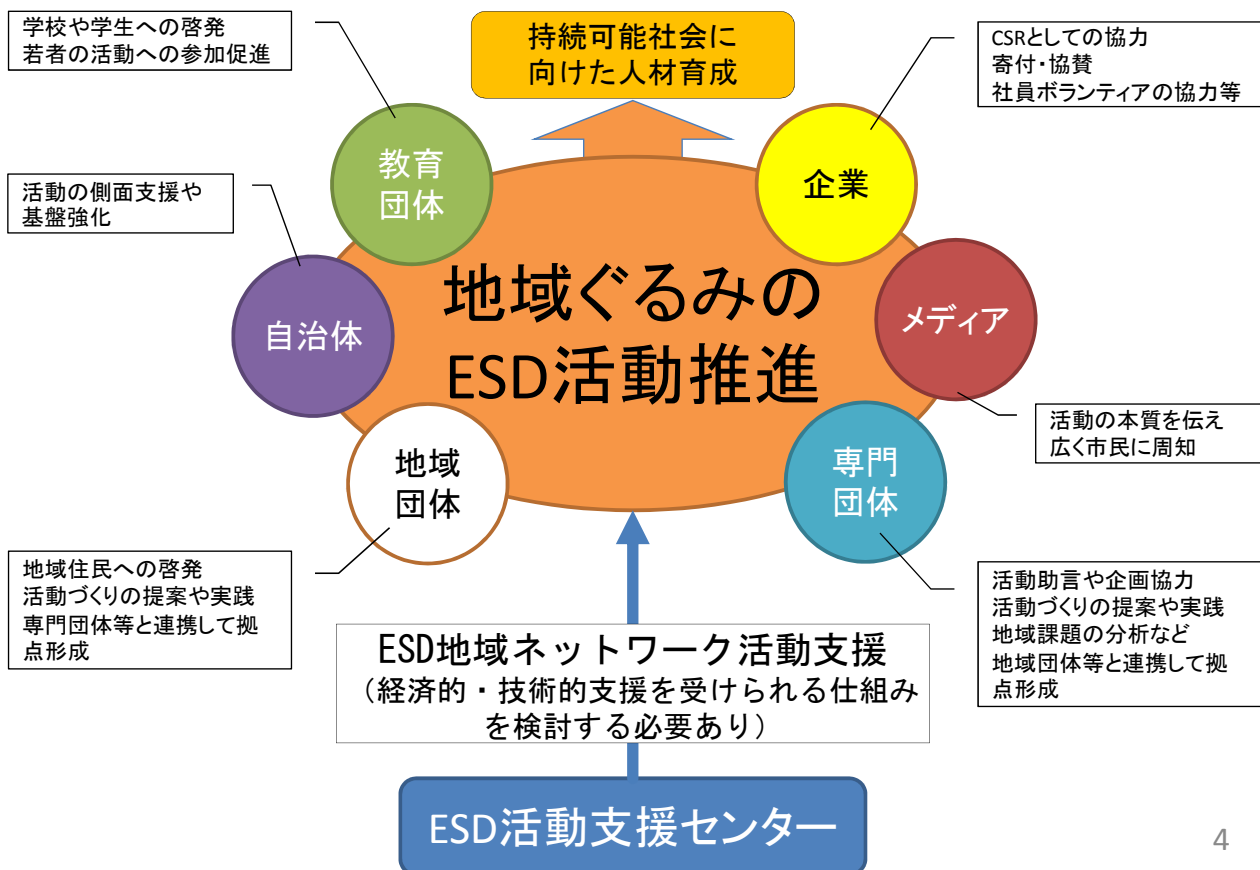 学校や学生への啓発
若者の活動への参加促進
持続可能社会に
向けた人材育成
CSRとしての協力
寄付・協賛
社員ボランティアの協力等
教育
団体
企業
活動の側面支援や
基盤強化
地域ぐるみの
ESD活動推進
自治体
メディア
活動の本質を伝え
広く市民に周知
地域
団体
専門
団体
地域住民への啓発
活動づくりの提案や実践
専門団体等と連携して拠
点形成
活動助言や企画協力
活動づくりの提案や実践
地域課題の分析など
地域団体等と連携して拠
点形成
ESD地域ネットワーク活動支援
（経済的・技術的支援を受けられる仕組み
を検討する必要あり）
ESD活動支援センター
4